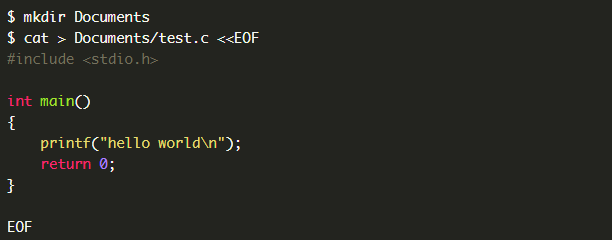 $ mkdir Documents
$ cat > Documents/test.c <<EOF
#include <stdio.h>
int main()
{
    printf("hello world\n");
    return 0;
}
EOF